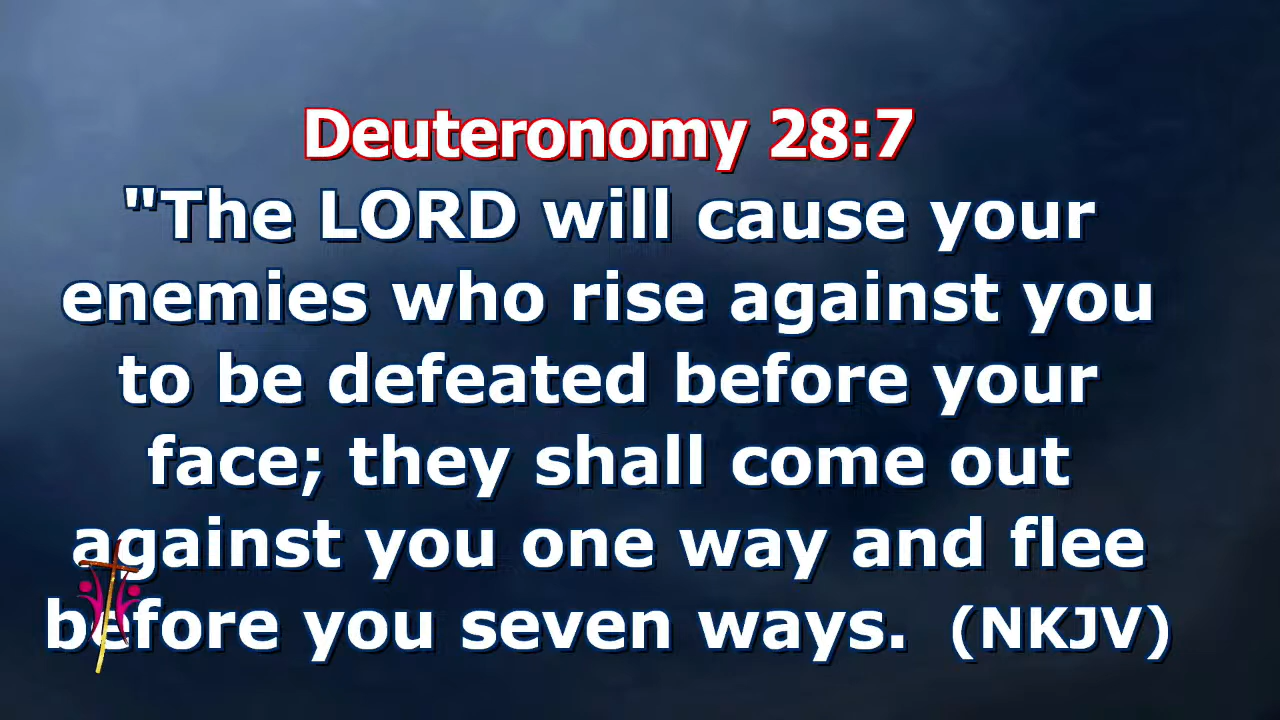 Deuteronomy 28:7
"The LORD will cause your
enemies who rise against you
to be defeated before your
face; they shall come out
against you one way and flee
before you seven ways. (NKJV)